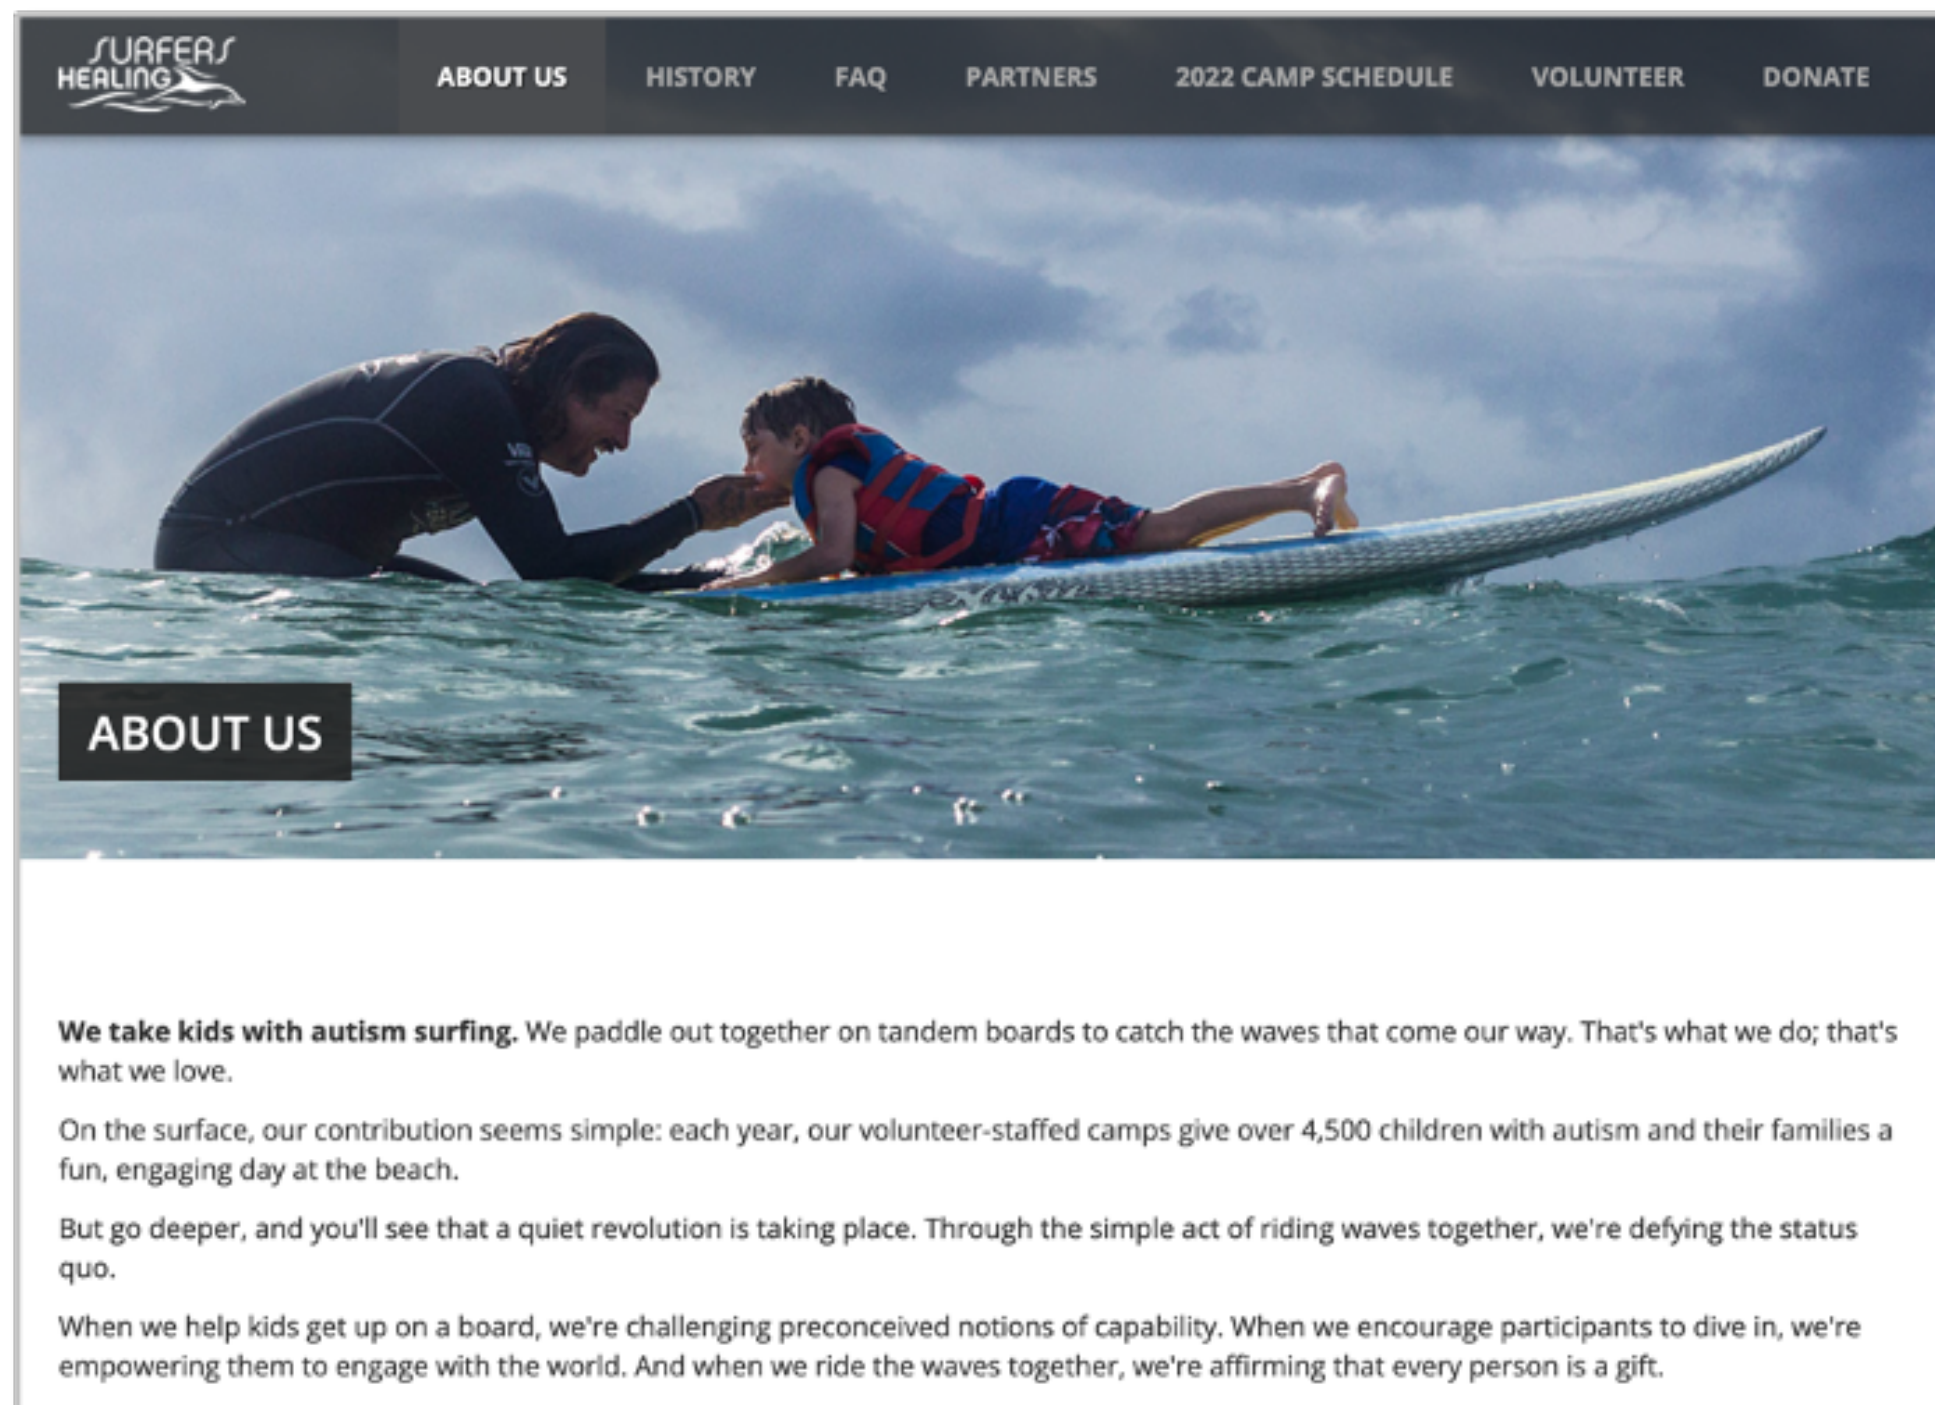 SURFERS
HEALING
ABOUT US
HISTORY
FAQ
PARTNERS
2022 CAMP SCHEDULE
VOLUNTEER
DONATE
ABOUT US
We take kids with autism surfing. We paddle out together on tandem boards to catch the waves that come our way. That's what we do; that's
what we love.
On the surface, our contribution seems simple: each year, our volunteer-staffed camps give over 4,500 children with autism and their families a
fun, engaging day at the beach.
But go deeper, and you'll see that a quiet revolution is taking place. Through the simple act of riding waves together, we're defying the status
quo.
When we help kids get up on a board, we're challenging preconceived notions of capability. When we encourage participants to dive in, we're
empowering them to engage with the world. And when we ride the waves together, we're affirming that every person is a gift.